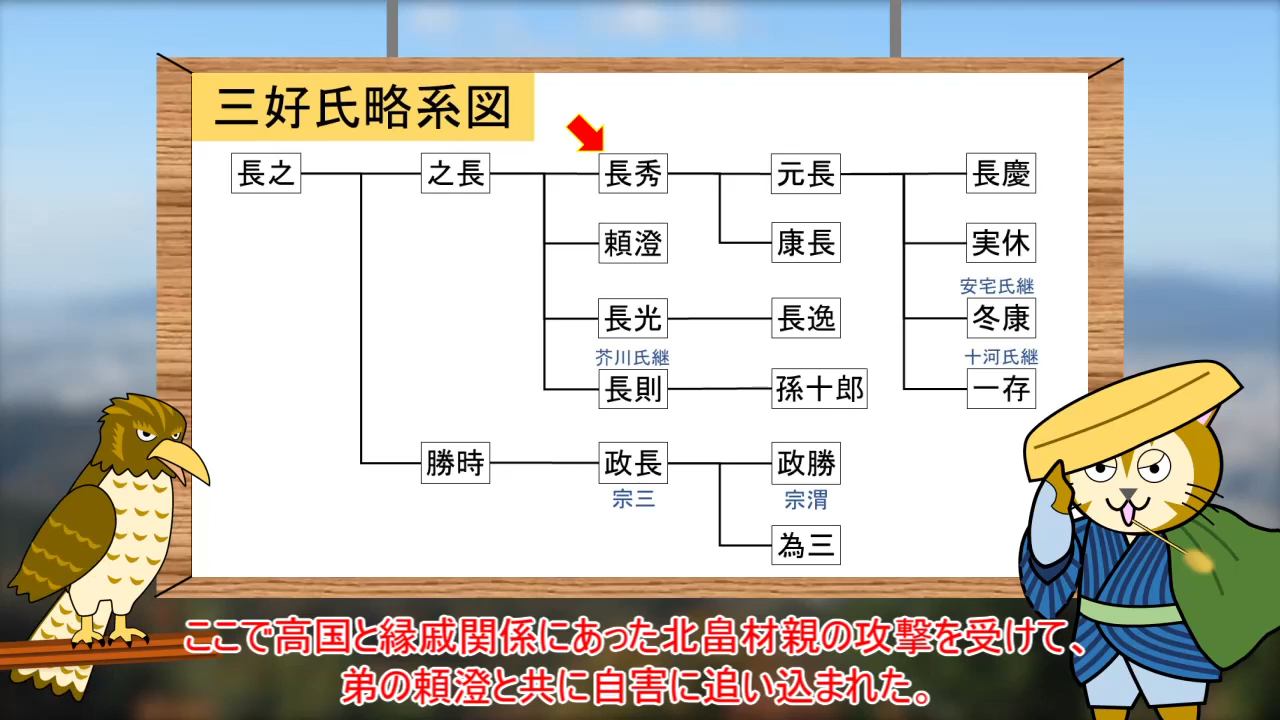 三好氏略系図
長之
之長
長秀
元長
長慶
頼澄
康長
実休
安宅氏継
長光
長逸
冬康
芥川氏継
十河氏継
長則
孫十郎
一存
勝時
政長
政勝
宗三
宗渭
為三
ここで高国と縁戚関係にあった北畠材親の攻撃を受けて、
弟の頼澄と共に自害に追い込まれた。